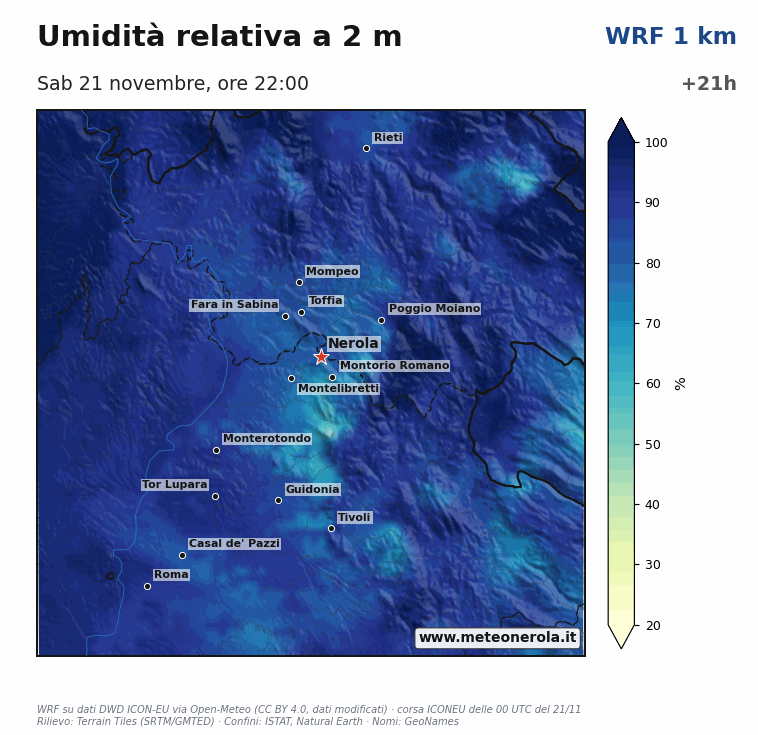 Umidità relativa a 2 m
WRF 1 km
Sab 21 novembre, ore 22:00
+21h
Rieti
Mompeo
Toffia
Fara in Sabina
Poggio Moiano
Nerola
Montorio Romano
Montelibretti
Monterotondo
Tor Lupara
Guidonia
Tivoli
Casal de' Pazzi
Roma
www.meteonerola.it
100
90
80
70
60
50
40
30
20
%
WRF su dati DWD ICON-EU via Open-Meteo (CC BY 4.0, dati modificati) · corsa ICONEU delle 00 UTC del 21/11
Rilievo: Terrain Tiles (SRTM/GMTED) · Confini: ISTAT, Natural Earth · Nomi: GeoNames